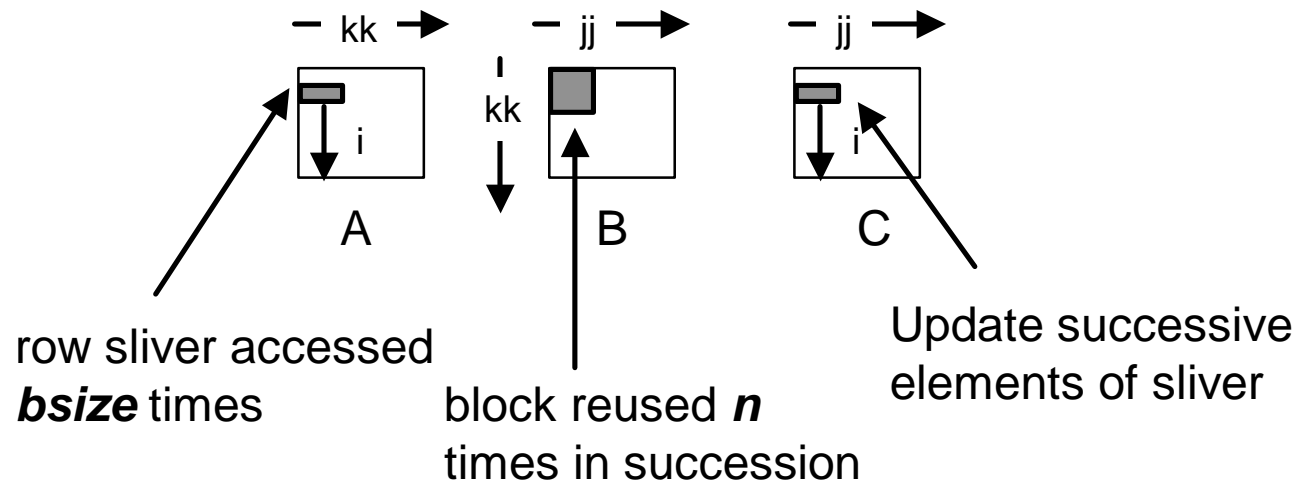 kk
jj
jj
kk
i
i
A
B
C
row sliver accessed
bsize times
block reused n
times in succession
Update successive
elements of sliver